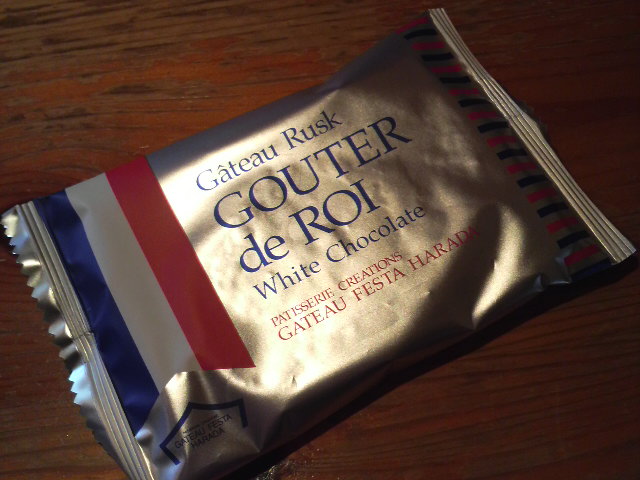 Gâteau Rusk
GOUTER
de ROI
White Chocolate
PATISSERIE CREATIONS
GATEAU FESTA HARADA
GATEAU FESTA
HARADA